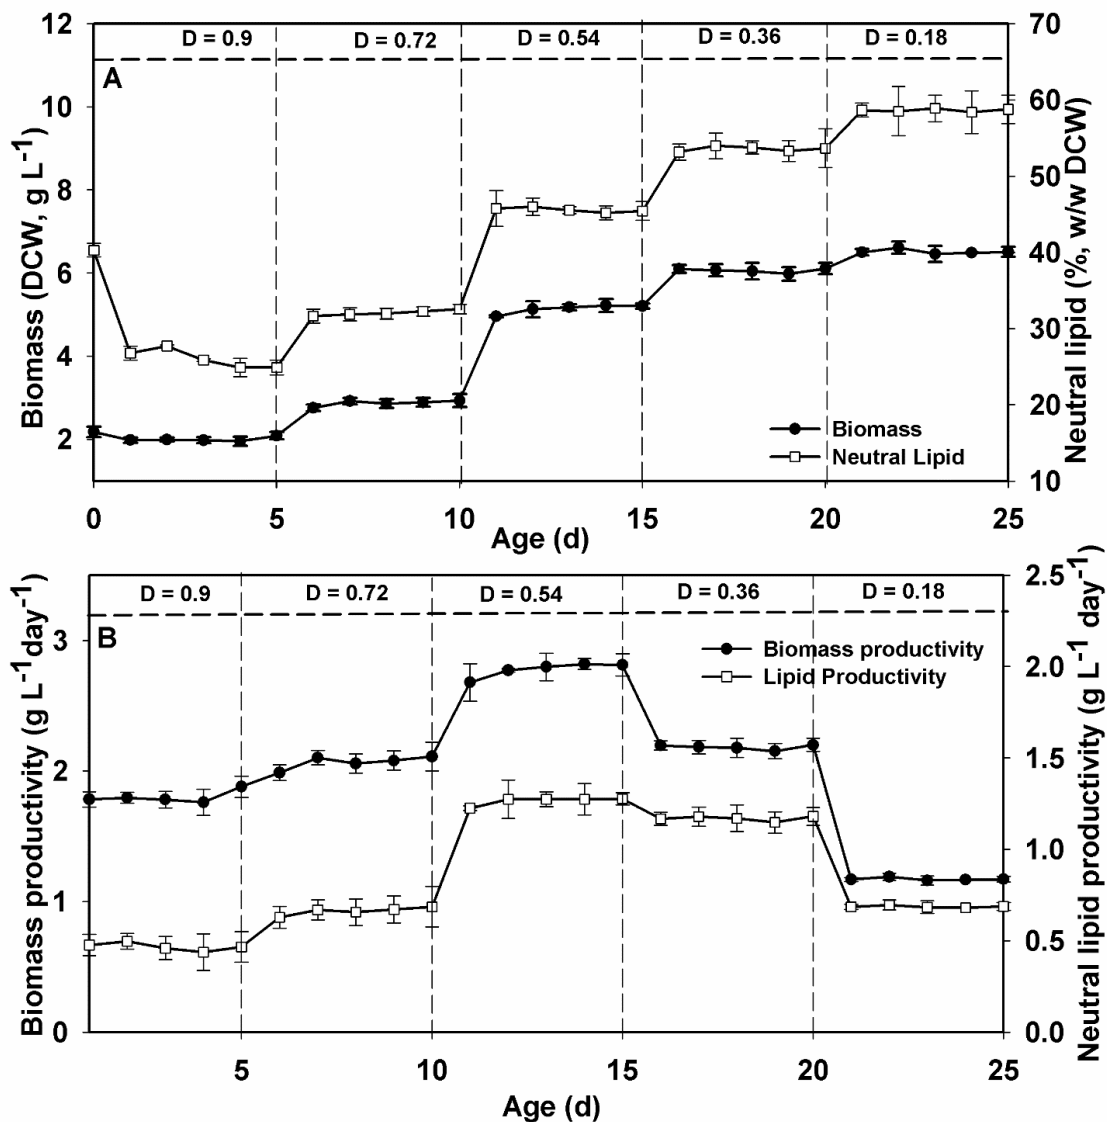 D = 0.9 D = 0.72 D = 0.54 D = 0.36 D = 0.18
A
Biomass (DCW, g L⁻¹)
12
10
8
6
4
2
Neutral lipid (%, w/w DCW)
70
60
50
40
30
20
10
Biomass
Neutral Lipid
0 5 10 15 20 25
Age (d)
D = 0.9 D = 0.72 D = 0.54 D = 0.36 D = 0.18
B
Biomass productivity (g L⁻¹day⁻¹)
3
2
1
0
Neutral lipid productivity (g L⁻¹ day⁻¹)
2.5
2.0
1.5
1.0
0.5
0.0
Biomass productivity
Lipid Productivity
5 10 15 20 25
Age (d)